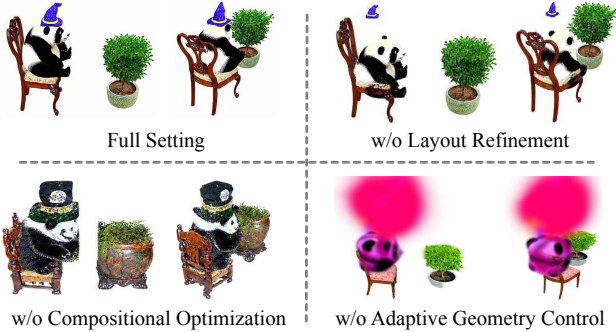 Full Setting
w/o Layout Refinement
w/o Compositional Optimization
w/o Adaptive Geometry Control